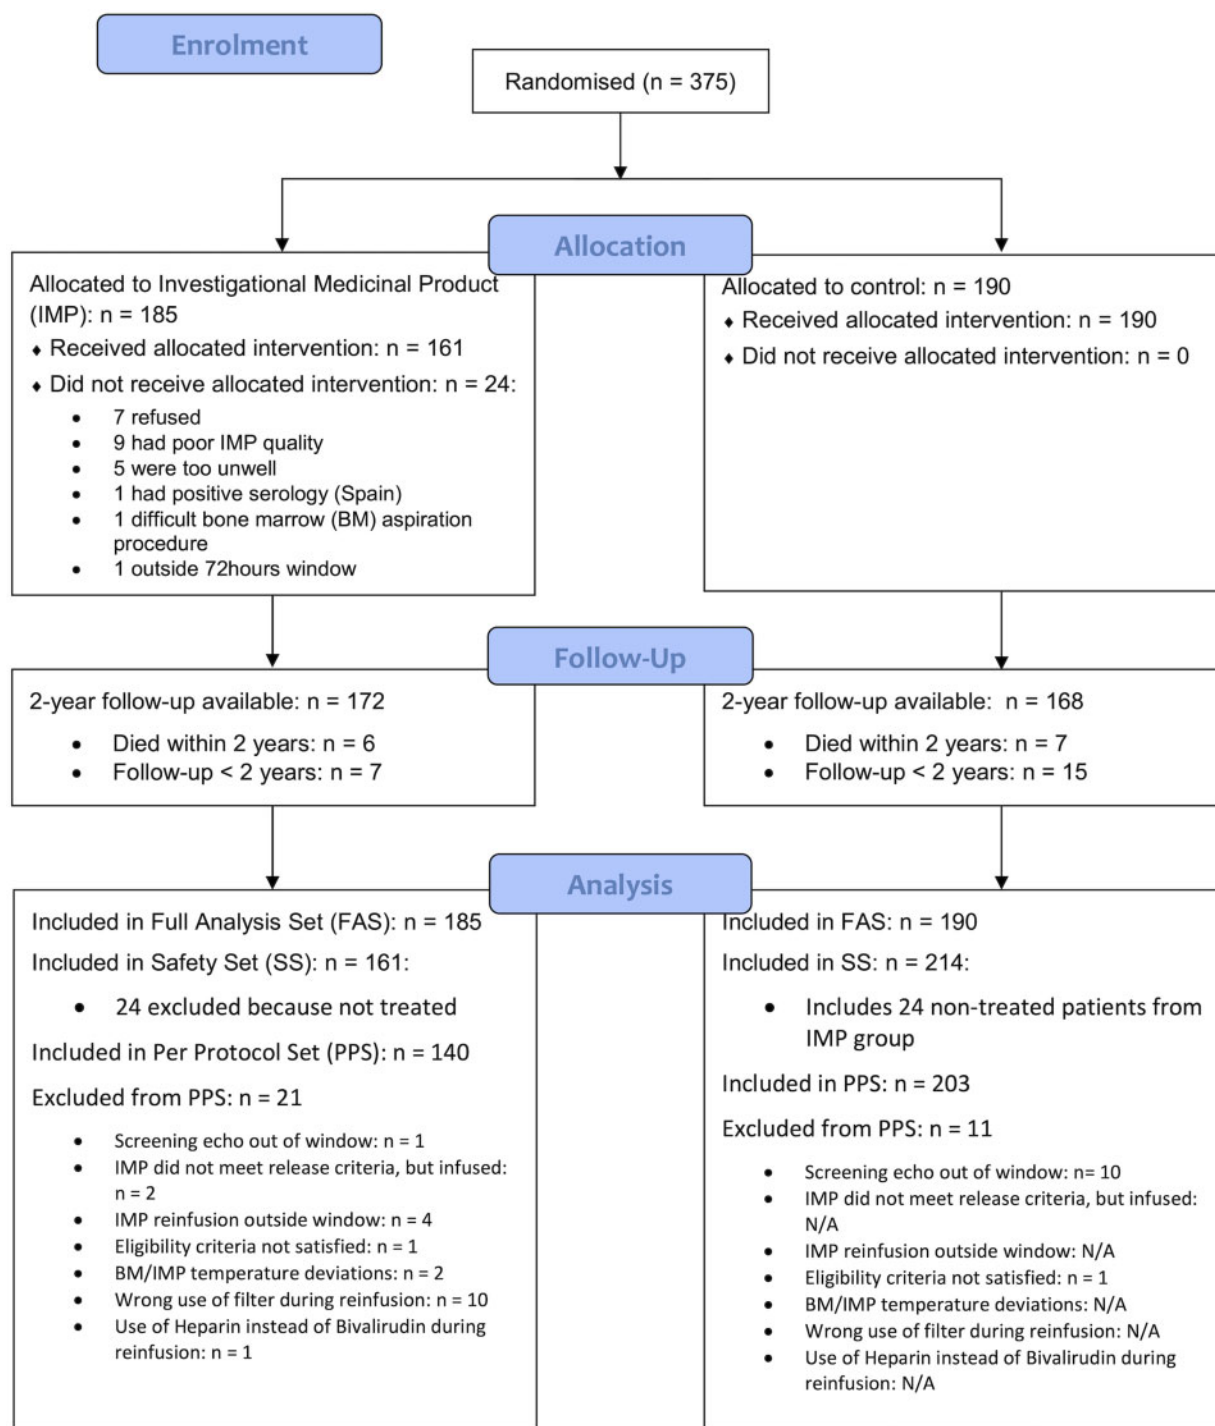 Enrolment
Randomised (n = 375)
Allocation
Allocated to Investigational Medicinal Product
(IMP): n = 185
⬧ Received allocated intervention: n = 161
⬧ Did not receive allocated intervention: n = 24:
• 7 refused
• 9 had poor IMP quality
• 5 were too unwell
• 1 had positive serology (Spain)
• 1 difficult bone marrow (BM) aspiration
procedure
• 1 outside 72hours window
Allocated to control: n = 190
⬧ Received allocated intervention: n = 190
⬧ Did not receive allocated intervention: n = 0
Follow-Up
2-year follow-up available: n = 172
• Died within 2 years: n = 6
• Follow-up < 2 years: n = 7
2-year follow-up available: n = 168
• Died within 2 years: n = 7
• Follow-up < 2 years: n = 15
Analysis
Included in Full Analysis Set (FAS): n = 185
Included in Safety Set (SS): n = 161:
• 24 excluded because not treated
Included in Per Protocol Set (PPS): n = 140
Excluded from PPS: n = 21
• Screening echo out of window: n = 1
• IMP did not meet release criteria, but infused:
n = 2
• IMP reinfusion outside window: n = 4
• Eligibility criteria not satisfied: n = 1
• BM/IMP temperature deviations: n = 2
• Wrong use of filter during reinfusion: n = 10
• Use of Heparin instead of Bivalirudin during
reinfusion: n = 1
Included in FAS: n = 190
Included in SS: n = 214:
• Includes 24 non-treated patients from
IMP group
Included in PPS: n = 203
Excluded from PPS: n = 11
• Screening echo out of window: n= 10
• IMP did not meet release criteria, but infused:
N/A
• IMP reinfusion outside window: N/A
• Eligibility criteria not satisfied: n = 1
• BM/IMP temperature deviations: N/A
• Wrong use of filter during reinfusion: N/A
• Use of Heparin instead of Bivalirudin during
reinfusion: N/A